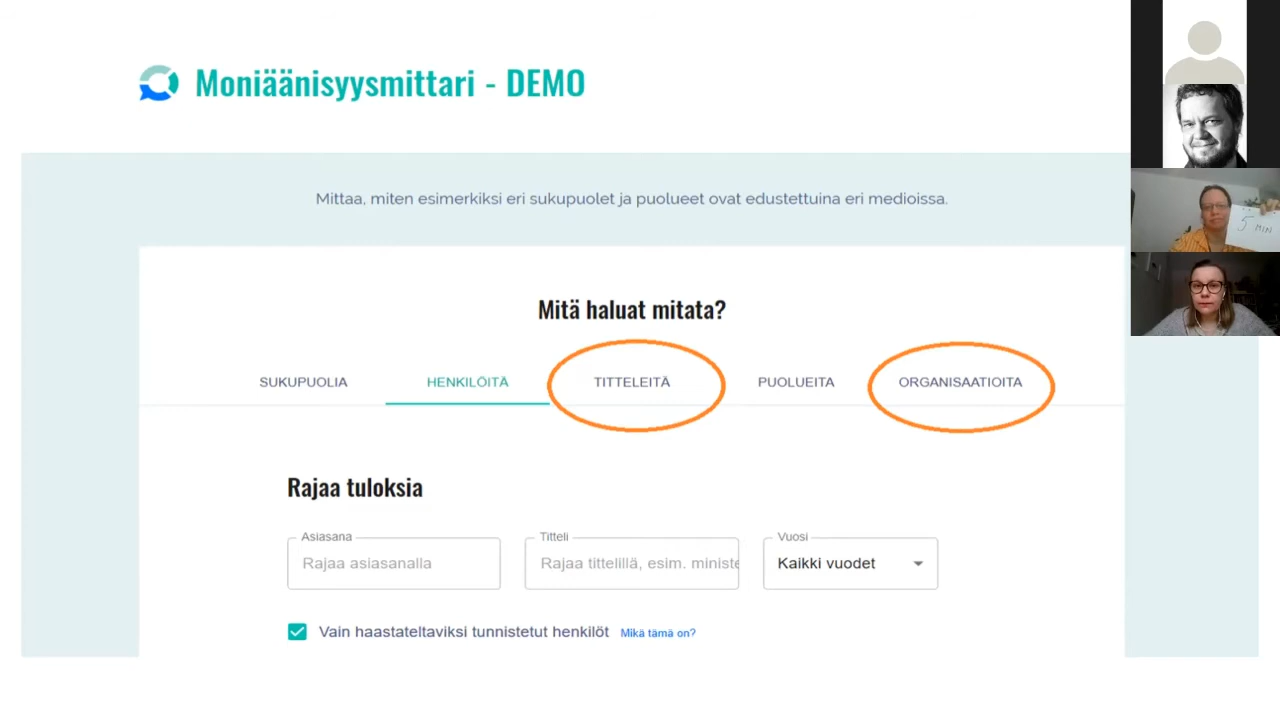 Moniäänisyysmittari - DEMO
Mittaa, miten esimerkiksi eri sukupuolet ja puolueet ovat edustettuina eri medioissa.
Mitä haluat mitata?
SUKUPUOLIA HENKILÖITÄ TITTELEITÄ PUOLUEITA ORGANISAATIOITA
Rajaa tuloksia
Asiasana Titteli Vuosi
Rajaa asiasanalla Rajaa tittelillä, esim. ministe Kaikki vuodet
Vain haastateltaviksi tunnistetut henkilöt Mikä tämä on?
5 MIN